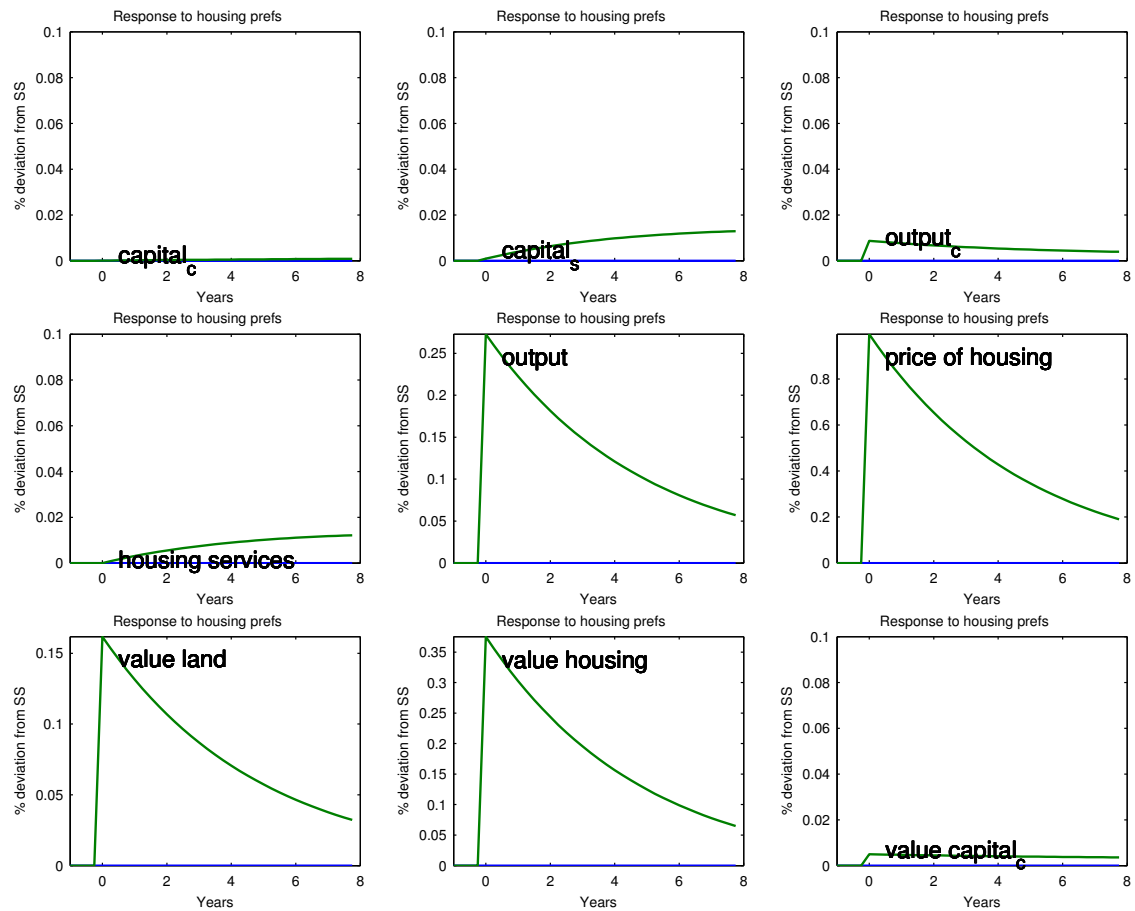 Response to housing prefs
0.1
0.08
0.06
0.04
0.02
0
% deviation from SS
capital_c
0 2 4 6 8
Years
Response to housing prefs
0.1
0.08
0.06
0.04
0.02
0
% deviation from SS
capital_s
0 2 4 6 8
Years
Response to housing prefs
0.1
0.08
0.06
0.04
0.02
0
% deviation from SS
output_c
0 2 4 6 8
Years
Response to housing prefs
0.1
0.08
0.06
0.04
0.02
0
% deviation from SS
housing services
0 2 4 6 8
Years
Response to housing prefs
0.25
0.2
0.15
0.1
0.05
0
% deviation from SS
output
0 2 4 6 8
Years
Response to housing prefs
0.8
0.6
0.4
0.2
0
% deviation from SS
price of housing
0 2 4 6 8
Years
Response to housing prefs
0.15
0.1
0.05
0
% deviation from SS
value land
0 2 4 6 8
Years
Response to housing prefs
0.35
0.3
0.25
0.2
0.15
0.1
0.05
0
% deviation from SS
value housing
0 2 4 6 8
Years
Response to housing prefs
0.1
0.08
0.06
0.04
0.02
0
% deviation from SS
value capital_c
0 2 4 6 8
Years